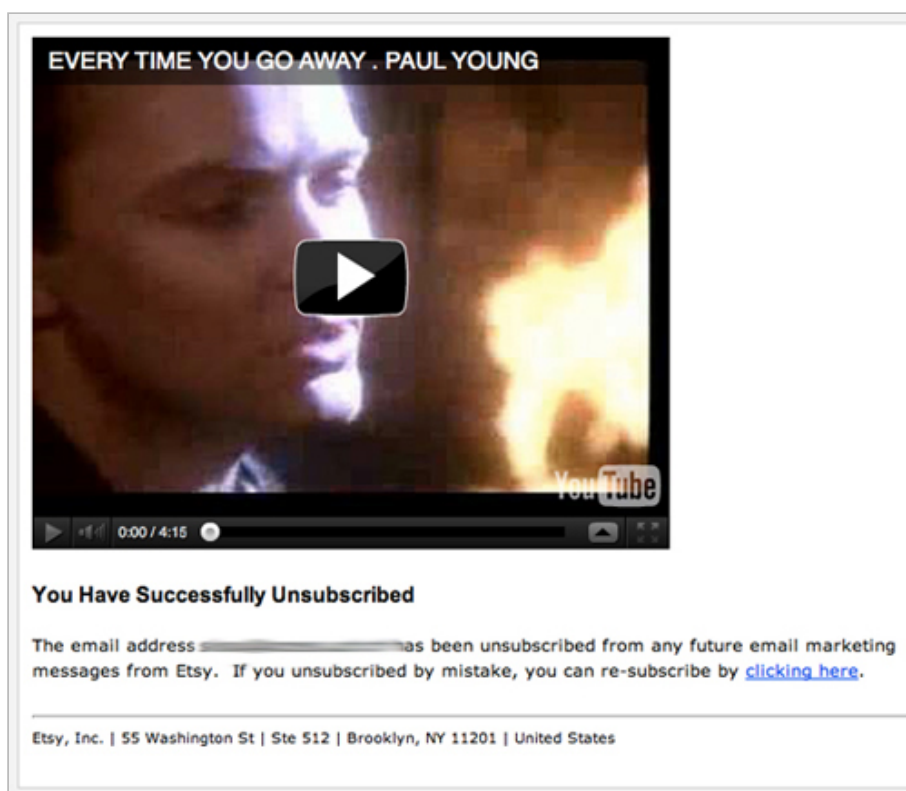 EVERY TIME YOU GO AWAY . PAUL YOUNG
YouTube
0:00 / 4:15
You Have Successfully Unsubscribed
The email address has been unsubscribed from any future email marketing
messages from Etsy. If you unsubscribed by mistake, you can re-subscribe by clicking here.
Etsy, Inc. | 55 Washington St | Ste 512 | Brooklyn, NY 11201 | United States